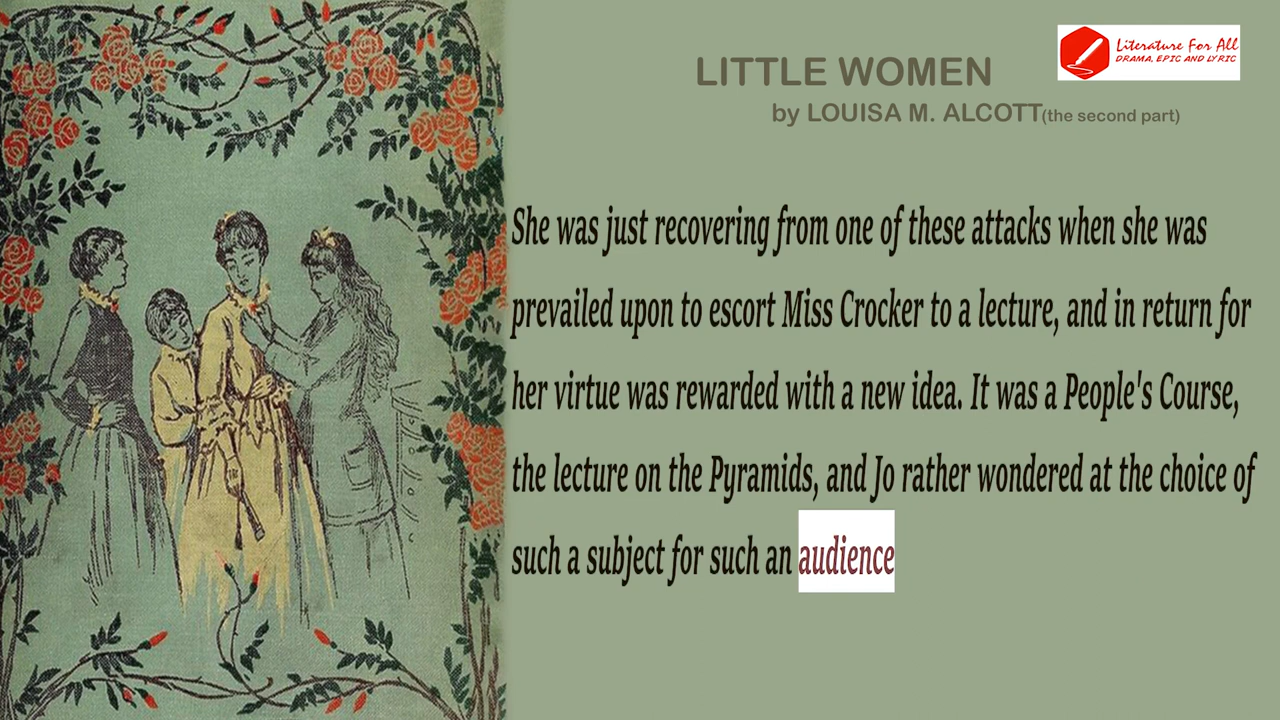 LITTLE WOMEN
by LOUISA M. ALCOTT(the second part)
Literature For All
DRAMA, EPIC AND LYRIC
She was just recovering from one of these attacks when she was
prevailed upon to escort Miss Crocker to a lecture, and in return for
her virtue was rewarded with a new idea. It was a People's Course,
the lecture on the Pyramids, and Jo rather wondered at the choice of
such a subject for such an audience